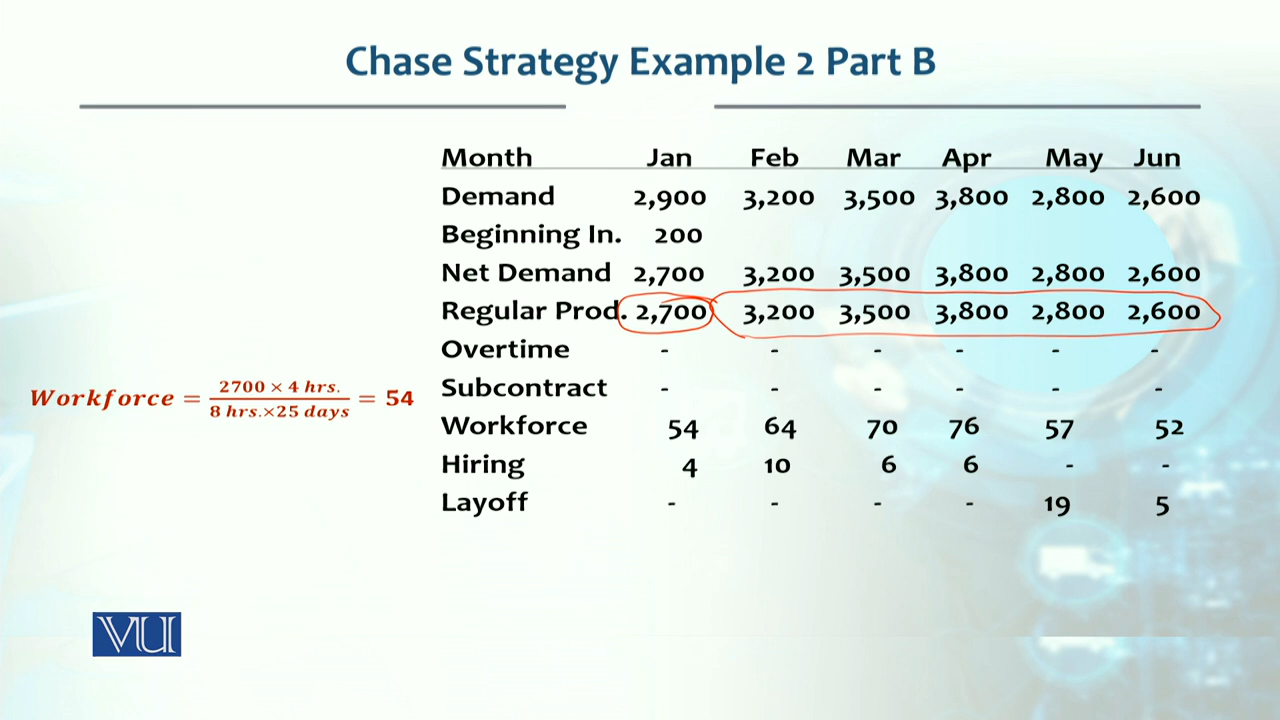 Chase Strategy Example 2 Part B
Month Jan Feb Mar Apr May Jun
Demand 2,900 3,200 3,500 3,800 2,800 2,600
Beginning In. 200
Net Demand 2,700 3,200 3,500 3,800 2,800 2,600
Regular Prod. 2,700 3,200 3,500 3,800 2,800 2,600
Overtime - - - - - -
Subcontract - - - - - -
Workforce = 2700 × 4 hrs. / 8 hrs.×25 days = 54
Workforce 54 64 70 76 57 52
Hiring 4 10 6 6 - -
Layoff - - - - 19 5
VU